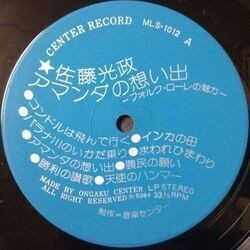 CENTER RECORD
MLS-1012 A
★佐藤光政
アマンダの想い出
－フォルク・ローレの魅力－
●コンドルは飛んで行く ●インカの母
●パラナ川のいかだ乗り ●まわれひまわり
●アマンダの想い出 ●農民の願い
●勝利の讃歌 ●天使のハンマー
MADE BY ONGAKU CENTER LP STEREO
ALL RIGHT RESERVED R-6984 33⅓ RPM
制作＝音楽センター